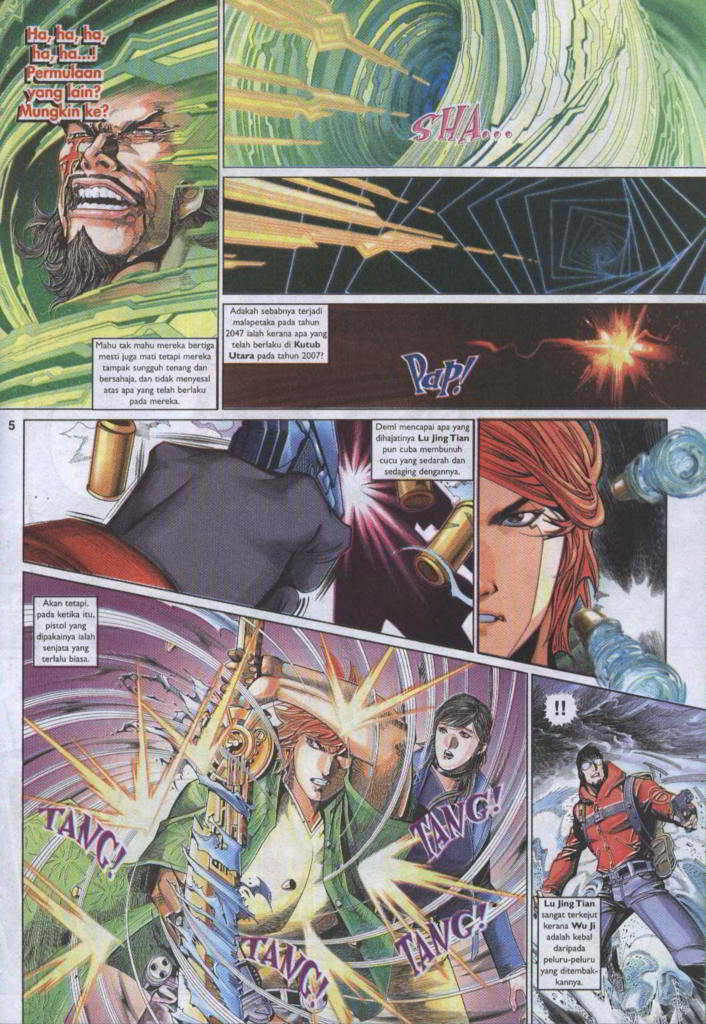 Ha, ha, ha,
ha, ha...!
Permulaan
yang lain?
Mungkin ke?
SHA...
Mahu tak mahu mereka bertiga
mesti juga mati tetapi mereka
tampak sungguh tenang dan
bersahaja, dan tidak menyesal
atas apa yang telah berlaku
pada mereka.
Adakah sebabnya terjadi
malapetaka pada tahun
2047 ialah kerana apa yang
telah berlaku di Kutub
Utara pada tahun 2007?
Pap!
5
Demi mencapai apa yang
dihajatinya Lu Jing Tian
pun cuba membunuh
cucu yang sedarah dan
sedaging dengannya.
Akan tetapi,
pada ketika itu,
pistol yang
dipakainya ialah
senjata yang
terlalu biasa.
TANG!
TANG!
TANG!
TANG!
!!
Lu Jing Tian
sangat terkejut
kerana Wu Ji
adalah kebal
daripada
peluru-peluru
yang ditembak-
kannya.